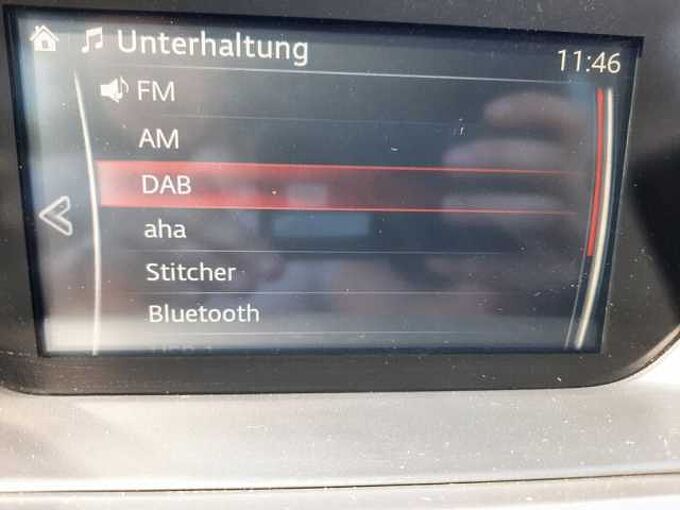 Unterhaltung
11:46
FM
AM
DAB
aha
Stitcher
Bluetooth